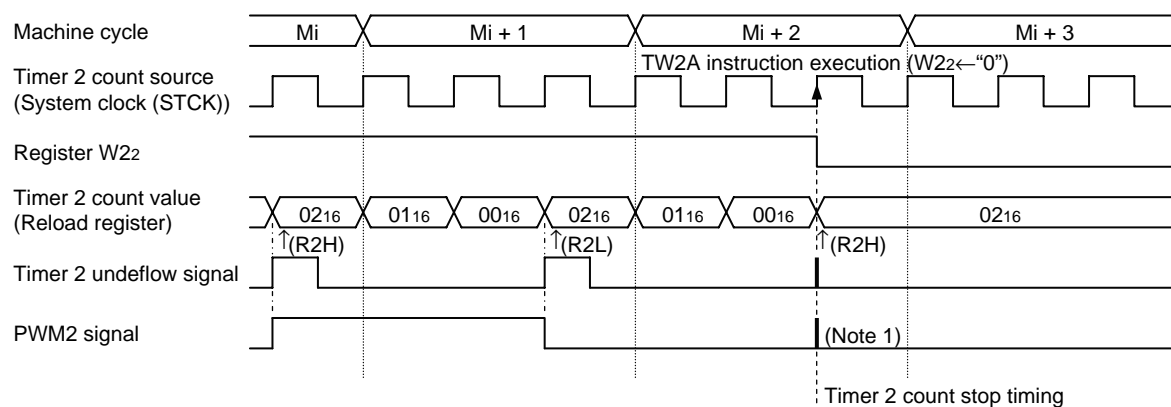 Machine cycle
Mi
Mi + 1
Mi + 2
Mi + 3
TW2A instruction execution (W22←“0”)
Timer 2 count source
(System clock (STCK))
Register W22
Timer 2 count value
(Reload register)
0216
0116
0016
0216
0116
0016
0216
↑(R2H)
↑(R2L)
↑(R2H)
Timer 2 undeflow signal
PWM2 signal
(Note 1)
Timer 2 count stop timing